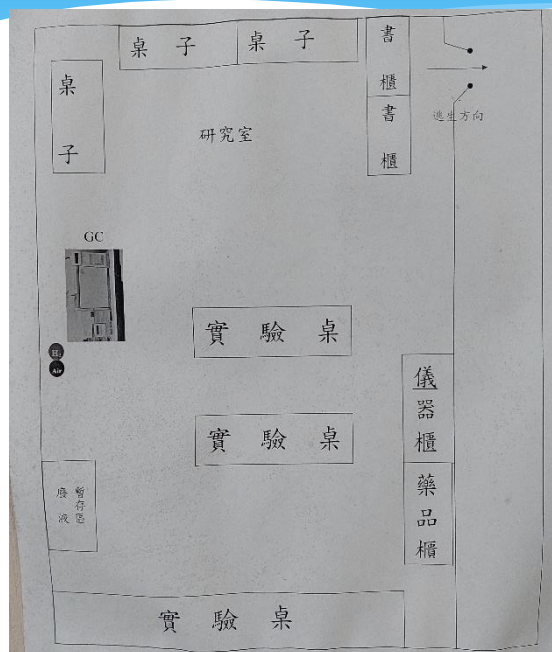 桌子 桌子
書櫃
書櫃
逃生方向
桌子
研究室
GC
H₂
Air
實驗桌
實驗桌
儀器櫃
藥品櫃
廢液
暫存區
實驗桌